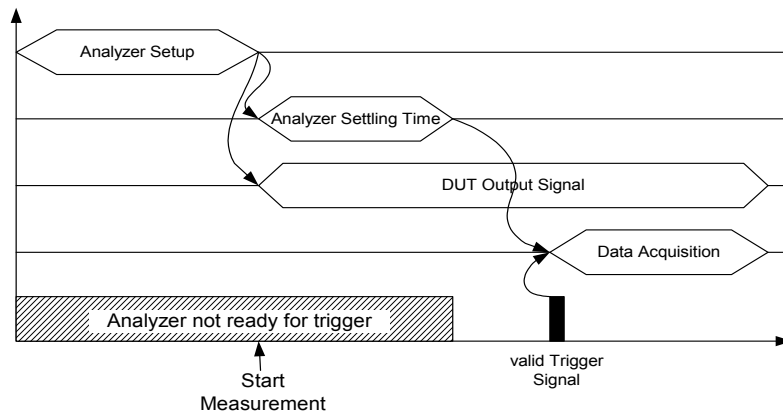 Analyzer Setup
Analyzer Settling Time
DUT Output Signal
Data Acquisition
Analyzer not ready for trigger
valid Trigger
Signal
Start
Measurement